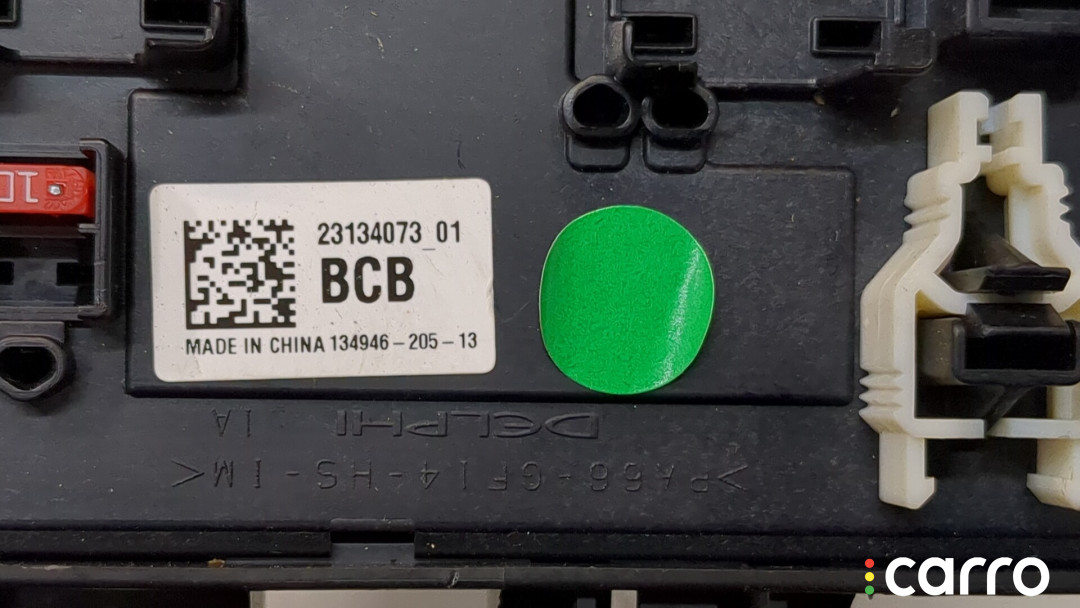 10
23134073_01
BCB
MADE IN CHINA 134946-205-13
DELPHI 1A
>PA66-GF14-HS-IM<
carro